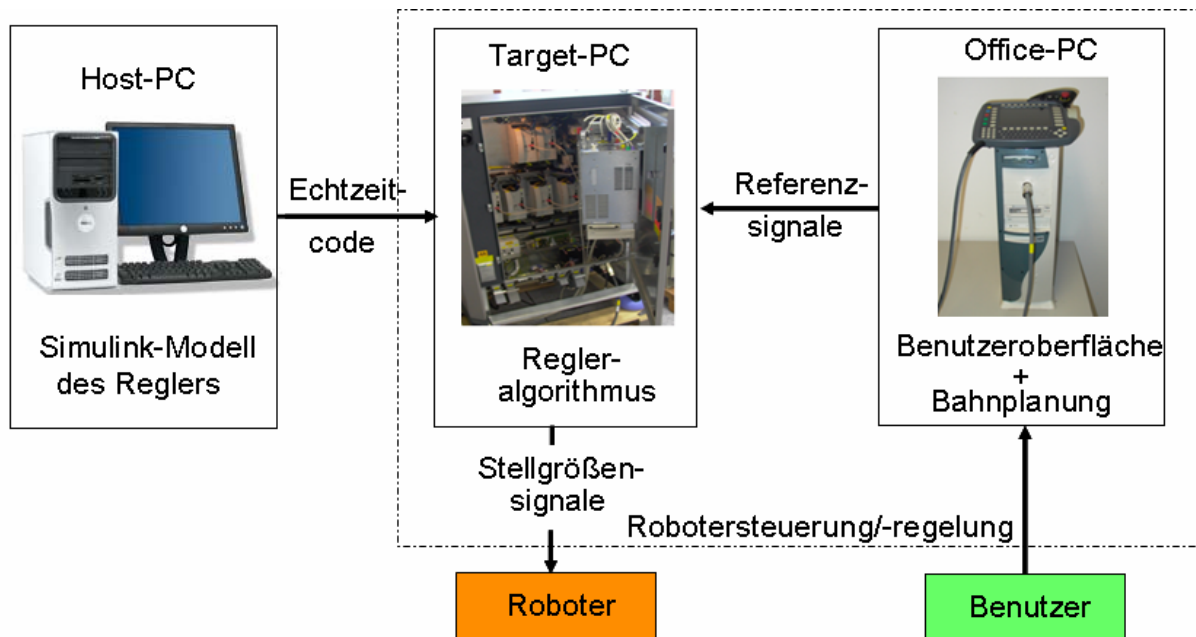 Host-PC
Simulink-Modell
des Reglers
Echtzeit-
code
Target-PC
Regler-
algorithmus
Referenz-
signale
Office-PC
Benutzeroberfläche
+
Bahnplanung
Stellgrößen-
signale
Robotersteuerung/-regelung
Roboter
Benutzer